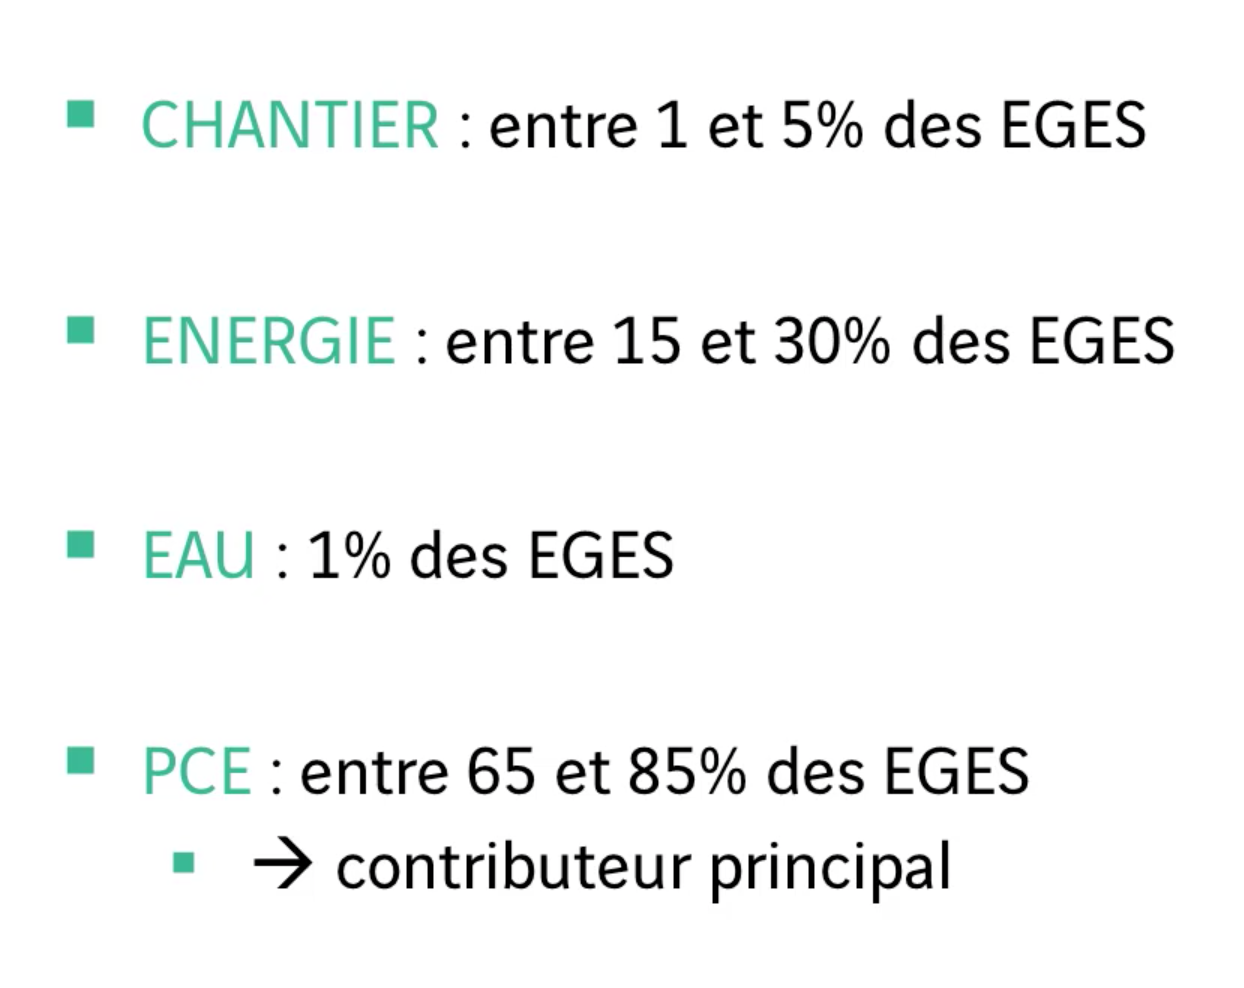 CHANTIER : entre 1 et 5% des EGES
ENERGIE : entre 15 et 30% des EGES
EAU : 1% des EGES
PCE : entre 65 et 85% des EGES
→ contributeur principal